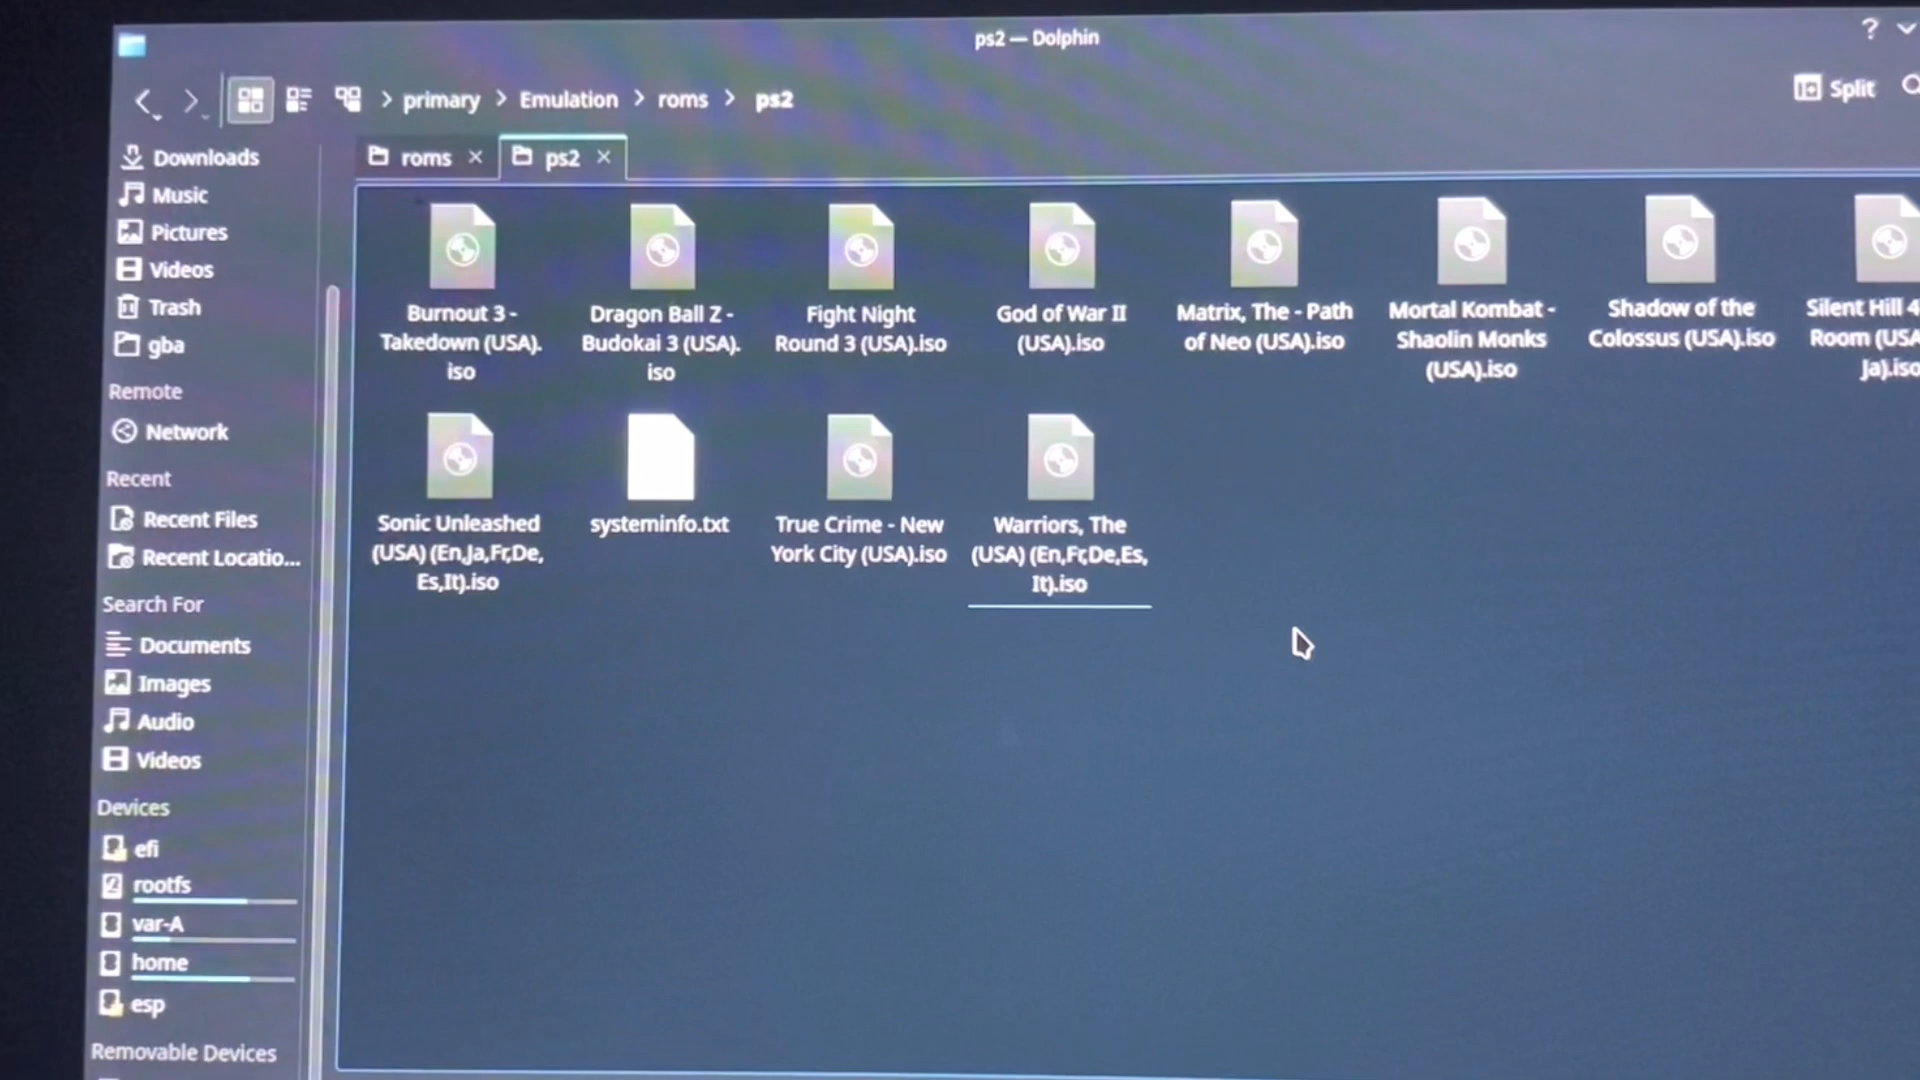 ps2 — Dolphin
?
primary > Emulation > roms > ps2
Split
roms
ps2
Downloads
Music
Pictures
Videos
Trash
gba
Remote
Network
Recent
Recent Files
Recent Locatio...
Search For
Documents
Images
Audio
Videos
Devices
efi
rootfs
var-A
home
esp
Removable Devices
Burnout 3 -
Takedown (USA).
iso
Dragon Ball Z -
Budokai 3 (USA).
iso
Fight Night
Round 3 (USA).iso
God of War II
(USA).iso
Matrix, The - Path
of Neo (USA).iso
Mortal Kombat -
Shaolin Monks
(USA).iso
Shadow of the
Colossus (USA).iso
Silent Hill 4
Room (USA
Ja).iso
Sonic Unleashed
(USA) (En,Ja,Fr,De,
Es,It).iso
systeminfo.txt
True Crime - New
York City (USA).iso
Warriors, The
(USA) (En,Fr,De,Es,
It).iso